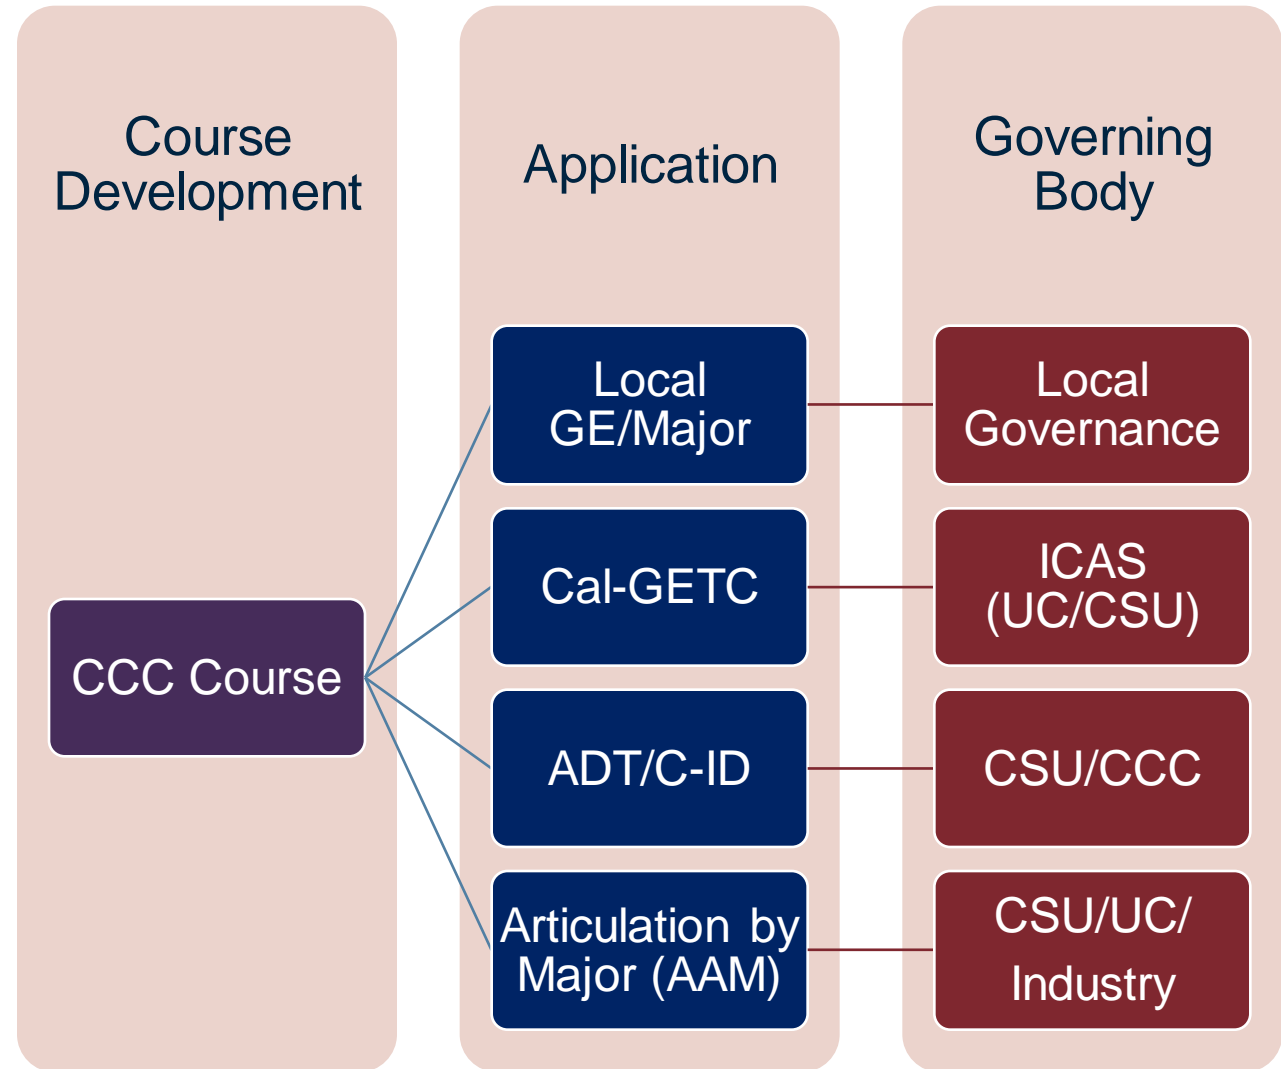 Course
Development
Application
Governing
Body
CCC Course
Local
GE/Major
Local
Governance
Cal-GETC
ICAS
(UC/CSU)
ADT/C-ID
CSU/CCC
Articulation by
Major (AAM)
CSU/UC/
Industry